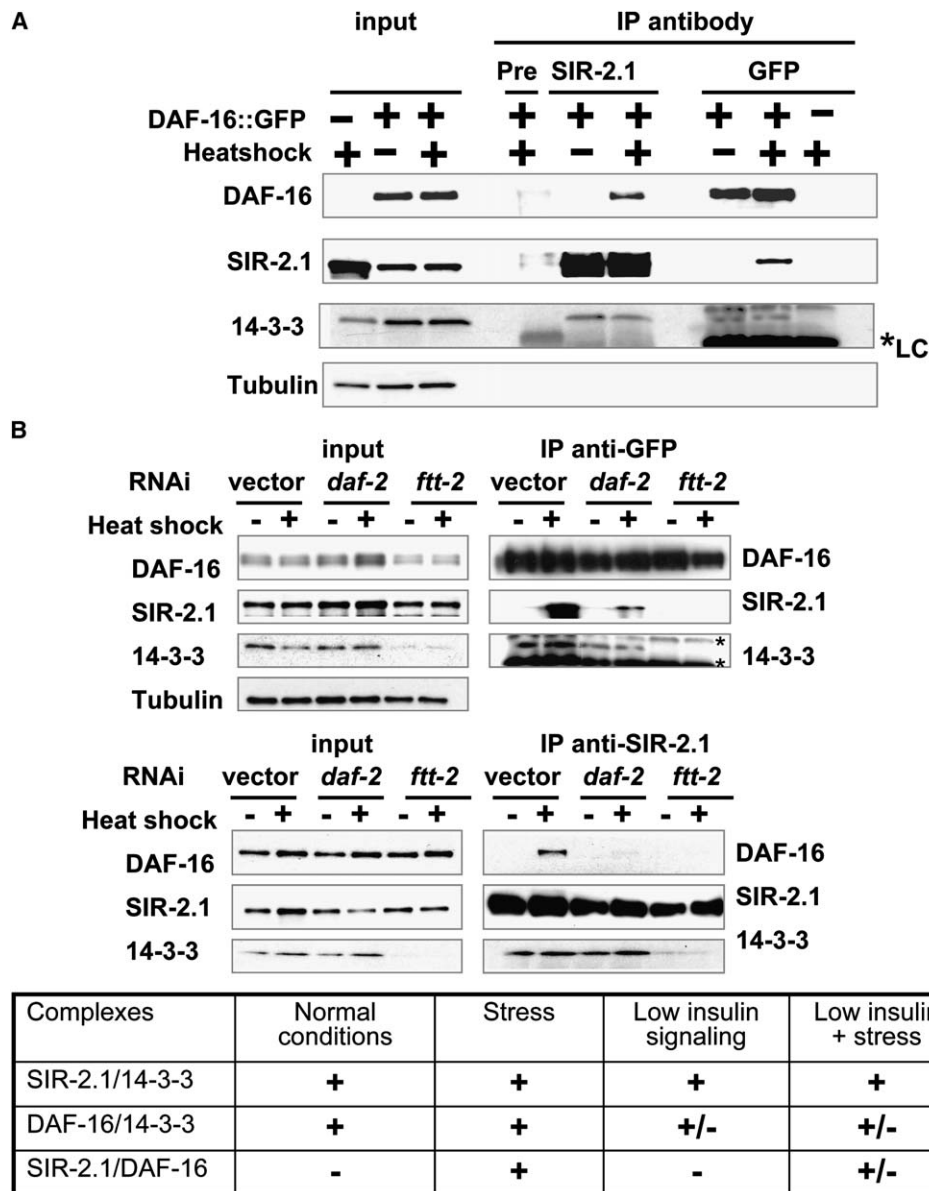 A
input IP antibody
Pre SIR-2.1 GFP
DAF-16::GFP - + + + + + + + -
Heatshock + - + + - + - + +
DAF-16
SIR-2.1
14-3-3 *LC
Tubulin
B
input IP anti-GFP
RNAi vector daf-2 ftt-2 vector daf-2 ftt-2
Heat shock - + - + - + - + - + - +
DAF-16 DAF-16
SIR-2.1 SIR-2.1
14-3-3 * * 14-3-3
Tubulin
input IP anti-SIR-2.1
RNAi vector daf-2 ftt-2 vector daf-2 ftt-2
Heat shock - + - + - + - + - + - +
DAF-16 DAF-16
SIR-2.1 SIR-2.1
14-3-3 14-3-3
Complexes Normal conditions Stress Low insulin signaling Low insulin + stress
SIR-2.1/14-3-3 + + + +
DAF-16/14-3-3 + + +/- +/-
SIR-2.1/DAF-16 - + - +/-